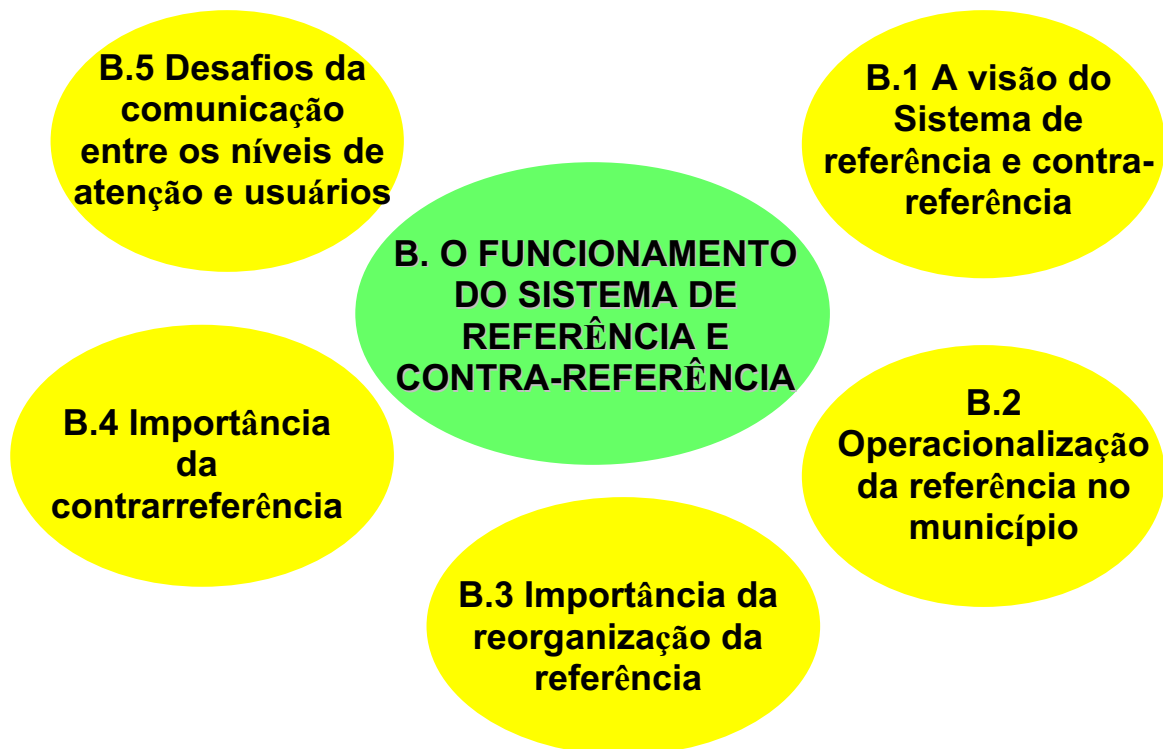 B.5 Desafios da
comunicação
entre os níveis de
atenção e usuários
B.1 A visão do
Sistema de
referência e contra-
referência
B. O FUNCIONAMENTO
DO SISTEMA DE
REFERÊNCIA E
CONTRA-REFERÊNCIA
B.4 Importância
da
contrarreferência
B.2
Operacionalização
da referência no
município
B.3 Importância da
reorganização da
referência